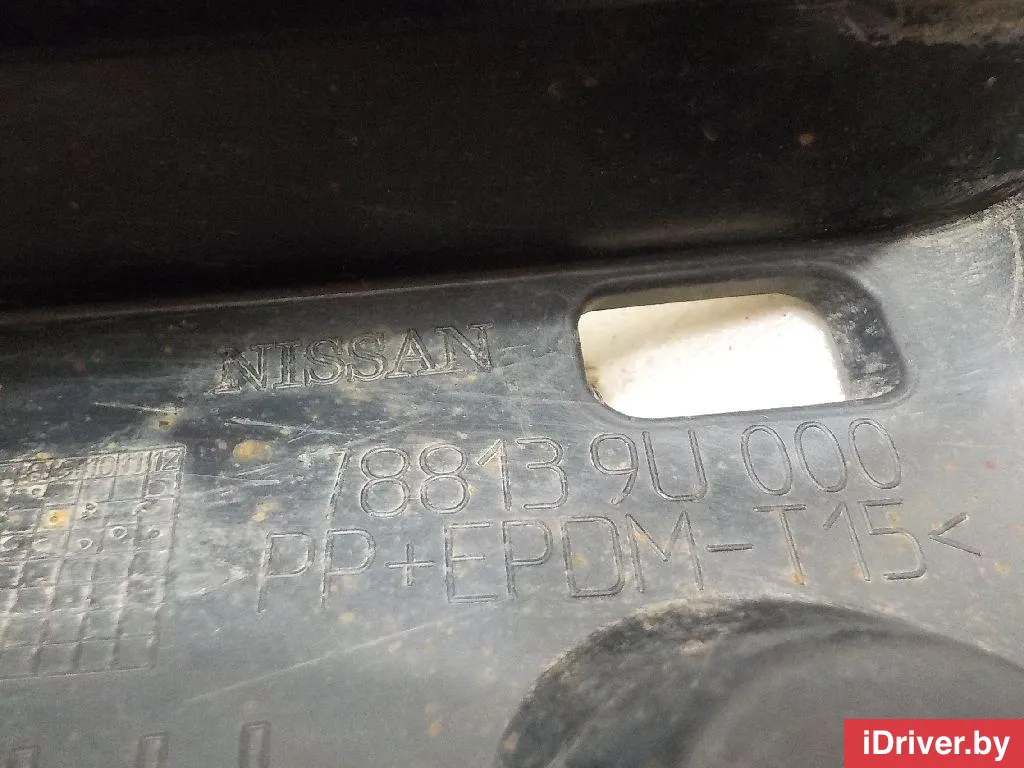 NISSAN
78813 9U 000
>PP+EPDM-T15<
iDriver.by